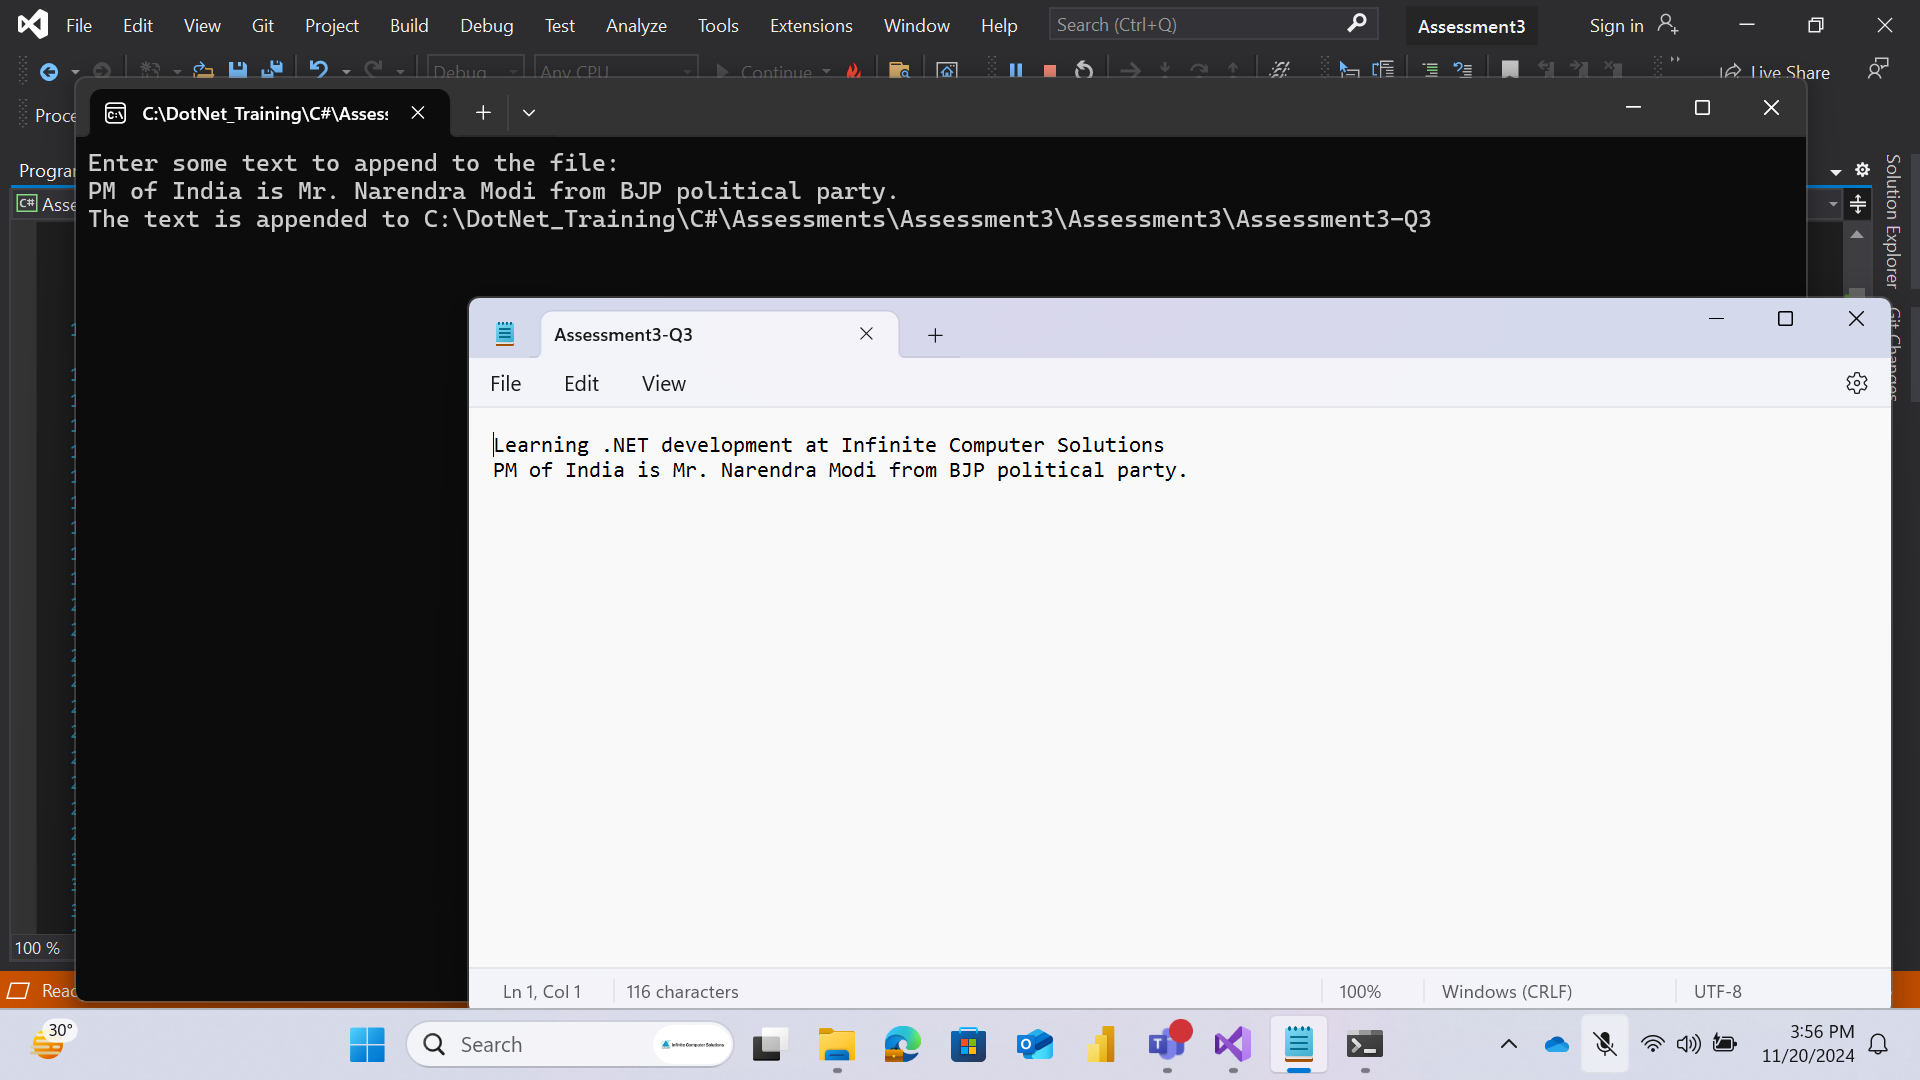 File Edit View Git Project Build Debug Test Analyze Tools Extensions Window Help Search (Ctrl+Q) Assessment3 Sign in
Debug Any CPU Continue Live Share
Proce
C:\DotNet_Training\C#\Asses
Enter some text to append to the file:
Progra
PM of India is Mr. Narendra Modi from BJP political party.
C# Asse
The text is appended to C:\DotNet_Training\C#\Assessments\Assessment3\Assessment3\Assessment3-Q3
Solution Explorer
Git Changes
Assessment3-Q3
File Edit View
Learning .NET development at Infinite Computer Solutions
PM of India is Mr. Narendra Modi from BJP political party.
100 %
Ln 1, Col 1 116 characters 100% Windows (CRLF) UTF-8
Read
30°
Search Infinite Computer Solutions
3:56 PM
11/20/2024